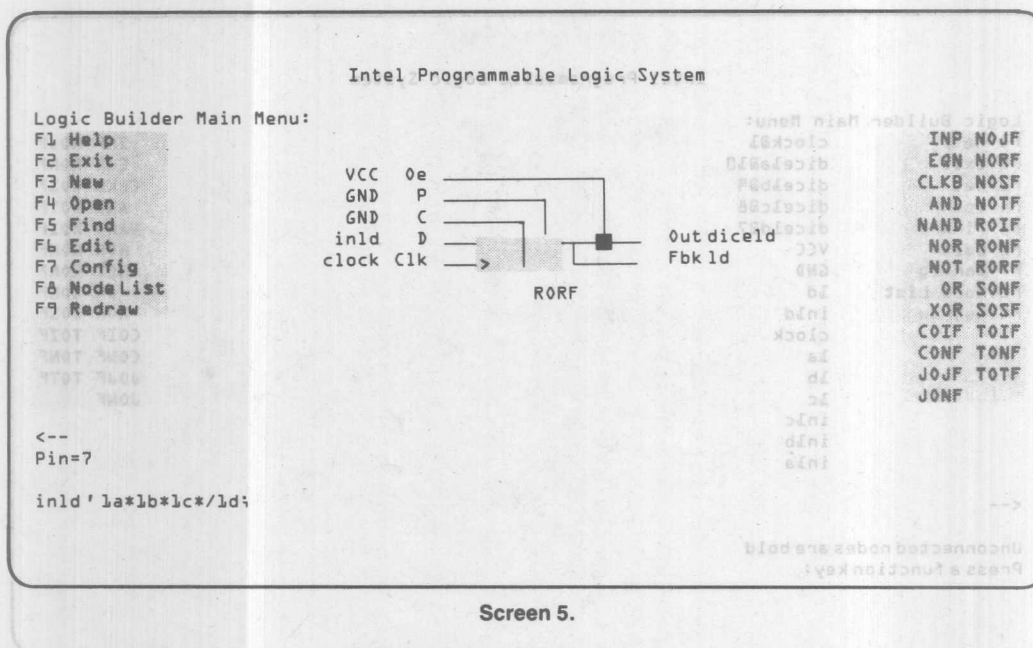 Intel Programmable Logic System
Logic Builder Main Menu:
F1 Help
F2 Exit
F3 New
F4 Open
F5 Find
F6 Edit
F7 Config
F8 Node List
F9 Redraw
VCC Oe
GND P
GND C
inld D
clock Clk
>
RORF
Out diceld
Fbk ld
INP NOJF
EQN NORF
CLKB NOSF
AND NOTF
NAND ROIF
NOR RONF
NOT RORF
OR SONF
XOR SOSF
COIF TOIF
CONF TONF
JOJF TOTF
JONF
<--
Pin=7
inld ' la*lb*lc*/ld;
Screen 5.